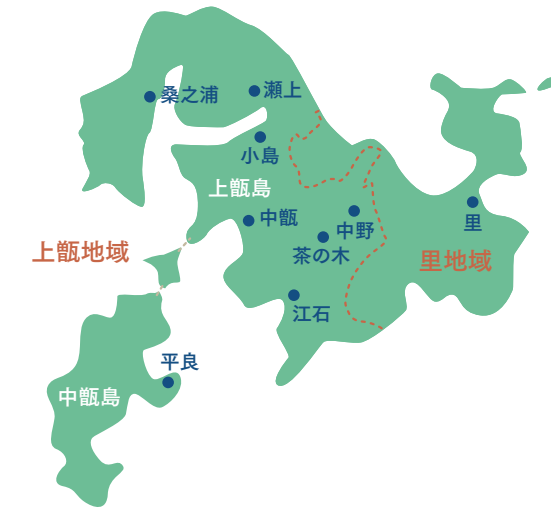 桑之浦
瀬上
小島
上甑島
里
中甑
中野
上甑地域
茶の木
里地域
江石
平良
中甑島